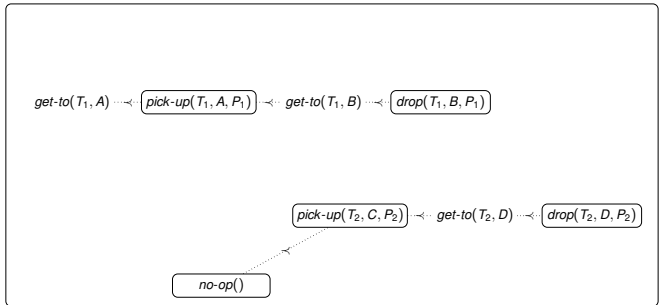 get-to(T₁, A) ≺ pick-up(T₁, A, P₁) ≺ get-to(T₁, B) ≺ drop(T₁, B, P₁)
pick-up(T₂, C, P₂) ≺ get-to(T₂, D) ≺ drop(T₂, D, P₂)
≺
no-op()